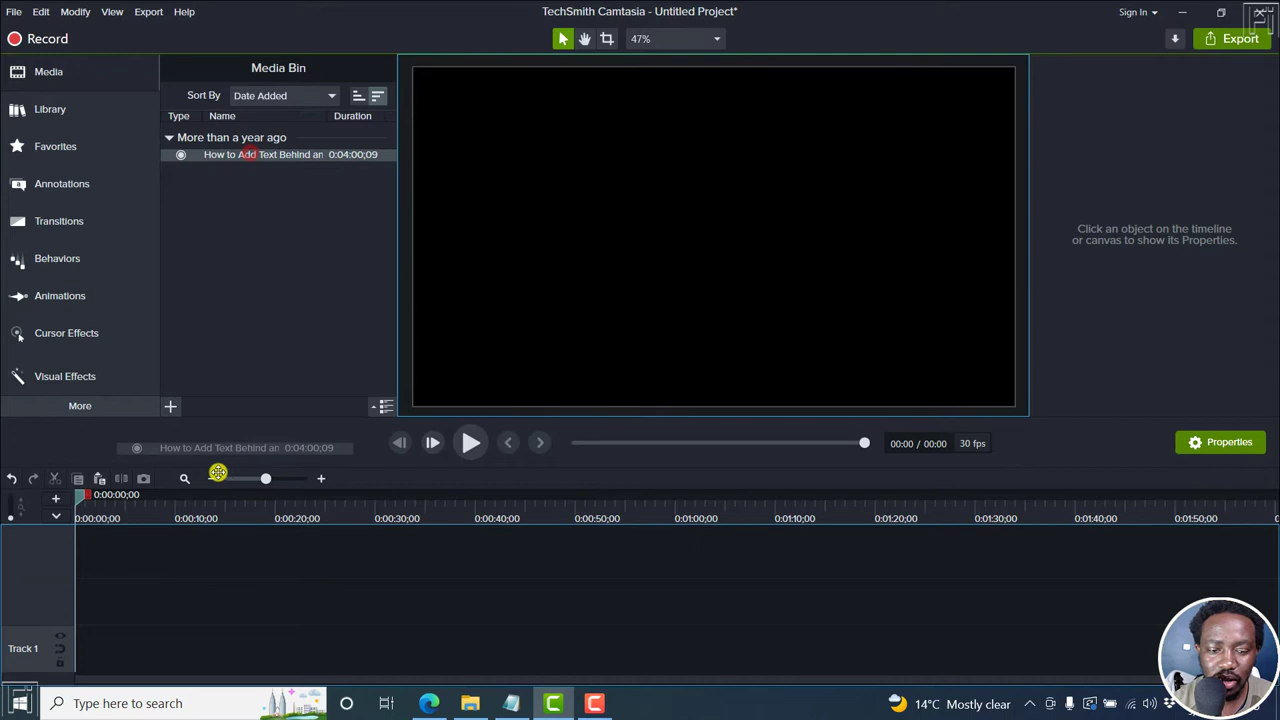 File Edit Modify View Export Help TechSmith Camtasia - Untitled Project* Sign In
Record 47% Export
Media
Library
Favorites
Annotations
Transitions
Behaviors
Animations
Cursor Effects
Visual Effects
More
Media Bin
Sort By Date Added
Type Name Duration
More than a year ago
How to Add Text Behind an 0:04:00;09
Click an object on the timeline
or canvas to show its Properties.
How to Add Text Behind an 0:04:00;09
00:00 / 00:00 30 fps Properties
0:00:00;00
0:00:00;00 0:00:10;00 0:00:20;00 0:00:30;00 0:00:40;00 0:00:50;00 0:01:00;00 0:01:10;00 0:01:20;00 0:01:30;00 0:01:40;00 0:01:50;00
Track 1
Type here to search 14°C Mostly clear